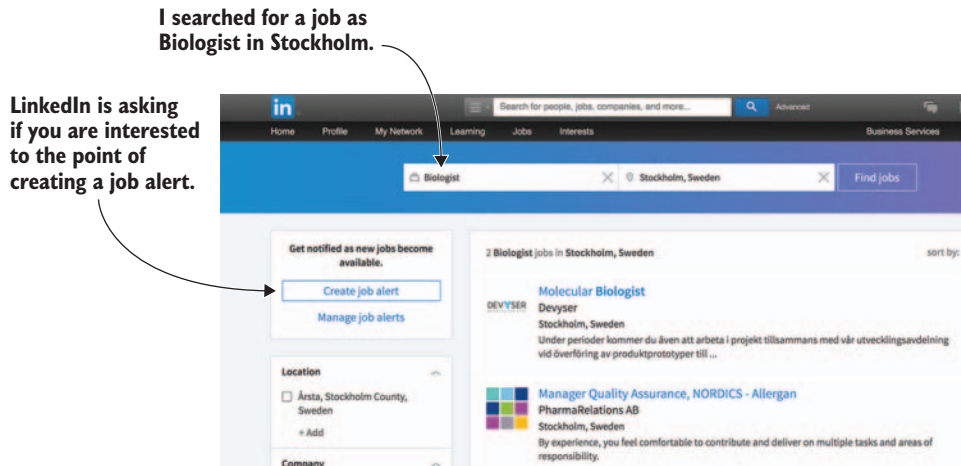 I searched for a job as
Biologist in Stockholm.
LinkedIn is asking
if you are interested
to the point of
creating a job alert.
in
Search for people, jobs, companies, and more...
Advanced
Home Profile My Network Learning Jobs Interests Business Services
Biologist
Stockholm, Sweden
Find jobs
Get notified as new jobs become
available.
Create job alert
Manage job alerts
Location
Årsta, Stockholm County,
Sweden
+ Add
Company
2 Biologist jobs in Stockholm, Sweden
sort by:
DEVYSER
Molecular Biologist
Devyser
Stockholm, Sweden
Under perioder kommer du även att arbeta i projekt tillsammans med vår utvecklingsavdelning
vid överföring av produktprototyper till ...
Manager Quality Assurance, NORDICS - Allergan
PharmaRelations AB
Stockholm, Sweden
By experience, you feel comfortable to contribute and deliver on multiple tasks and areas of
responsibility.